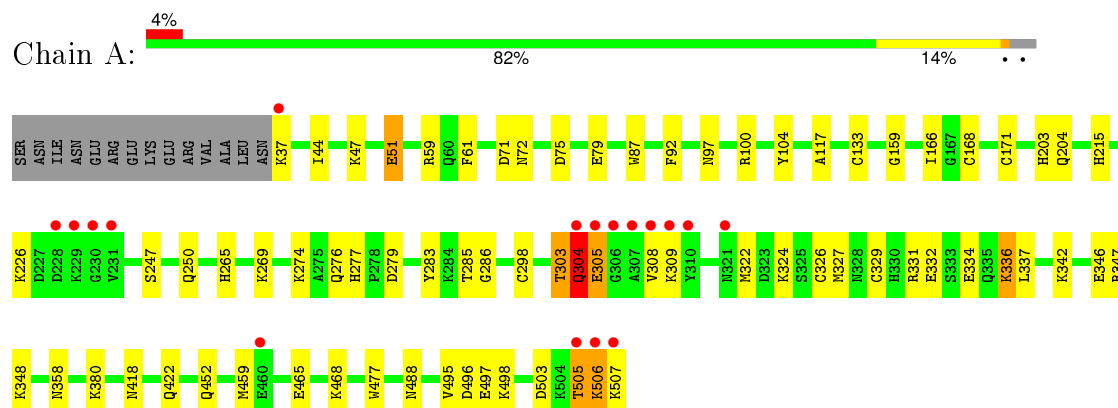 4%
Chain A:
82%
14%
• •
SER ASN ILE ASN GLU ARG GLU LYS GLU ARG VAL ALA LEU ASN K37 I44 K47 E51 R59 Q60 F61 D71 N72 D75 E79 W87 F92 N97 R100 Y104 A117 C133 G159 I166 G167 C168 C171 H203 Q204 H215
K226 D227 D228 K229 G230 V231 S247 Q250 H265 K269 K274 A275 Q276 H277 P278 D279 Y283 K284 T285 G286 C298 T303 Q304 E305 G306 A307 V308 K309 Y310 N321 M322 D323 K324 S325 C326 M327 N328 C329 H330 R331 E332 S333 E334 Q335 K336 L337 K342 E346 R347
K348 N358 K380 N418 Q422 Q452 M459 E460 E465 K468 W477 N488 V495 D496 E497 K498 D503 K504 T505 K506 K507